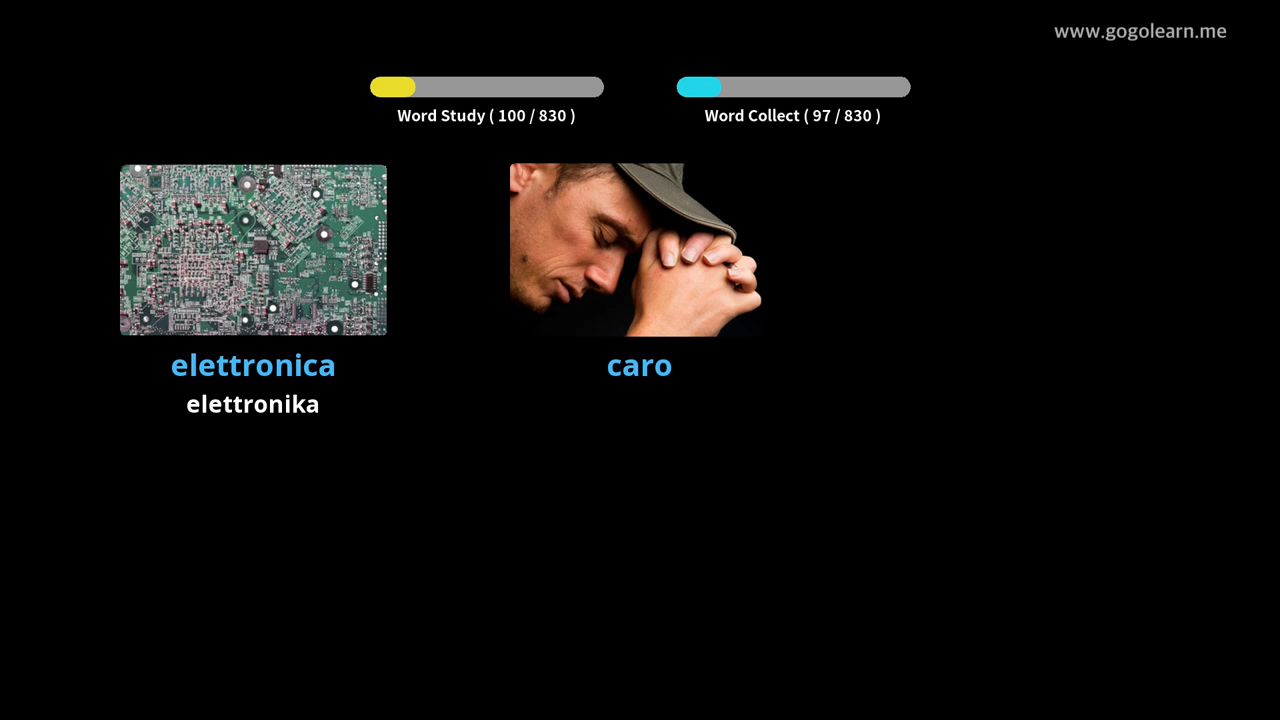 www.gogolearn.me
Word Study ( 100 / 830 )
Word Collect ( 97 / 830 )
elettronica
elettronika
caro